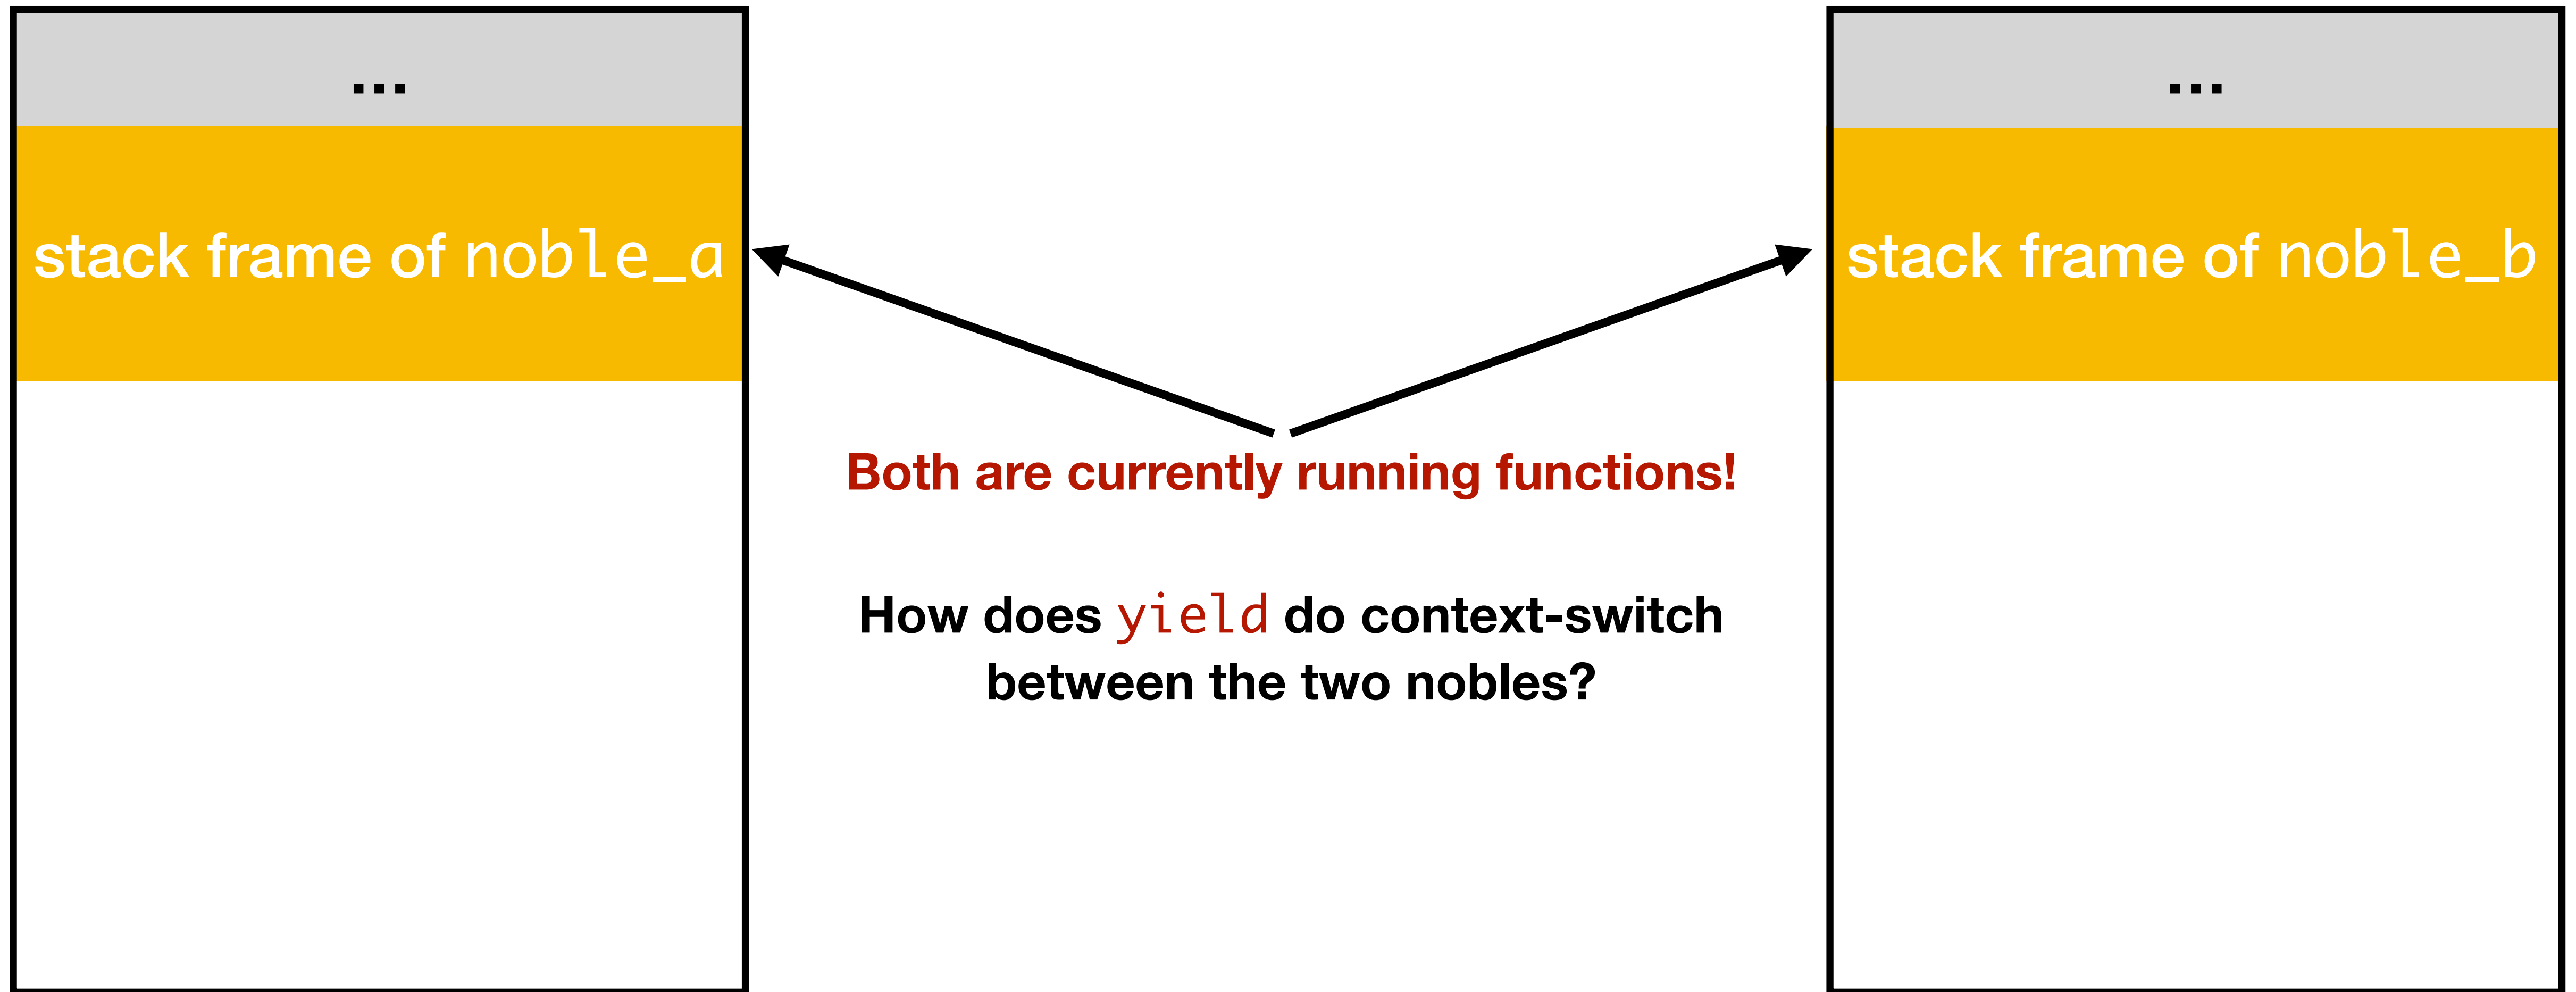 ...
...
stack frame of noble_a
stack frame of noble_b
Both are currently running functions!
How does yield do context-switch
between the two nobles?